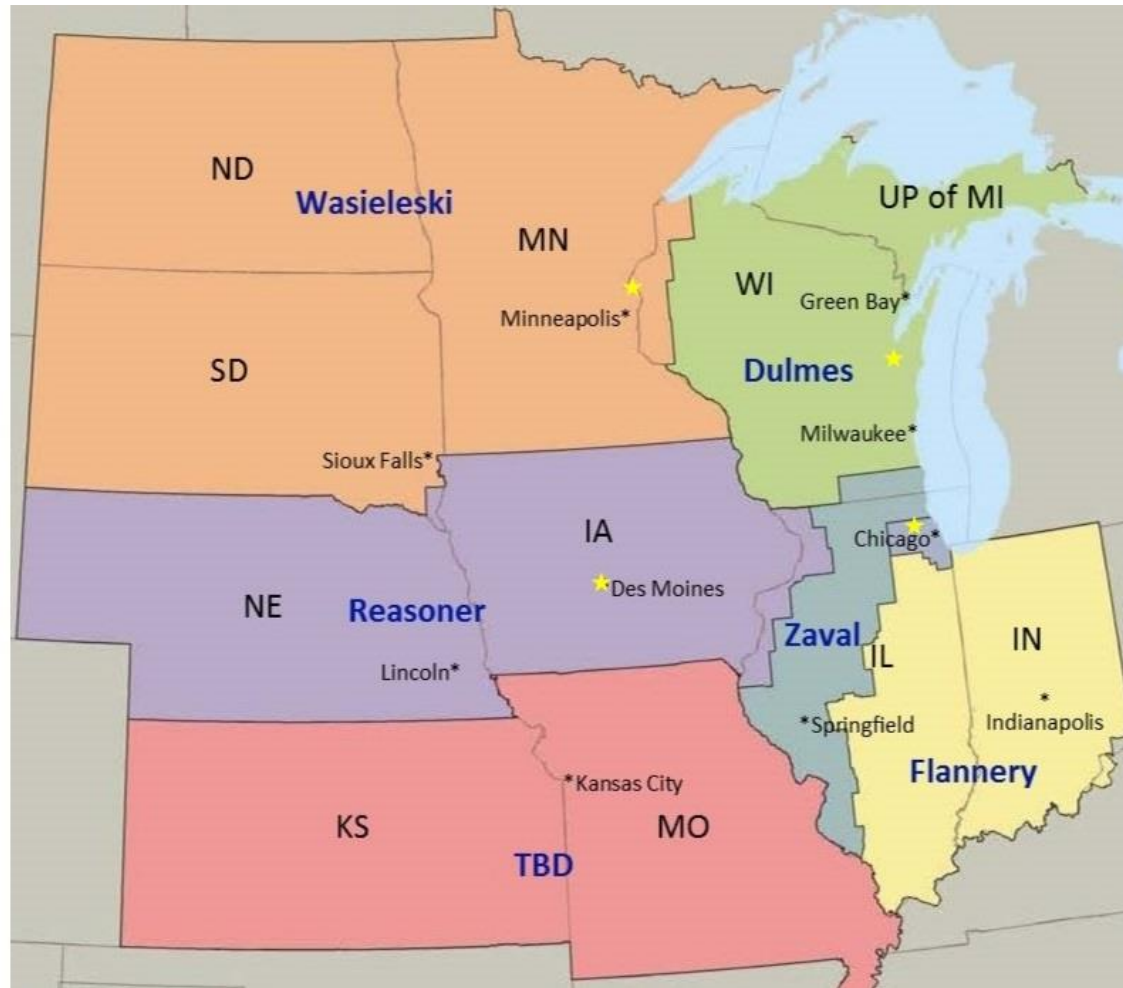 ND
UP of MI
Wasieleski
MN
WI
Green Bay*
Minneapolis*
SD
Dulmes
Milwaukee*
Sioux Falls*
IA
Chicago*
Des Moines
NE
Reasoner
Zaval
IL
IN
Lincoln*
*Springfield
*
Indianapolis
Flannery
*Kansas City
KS
MO
TBD